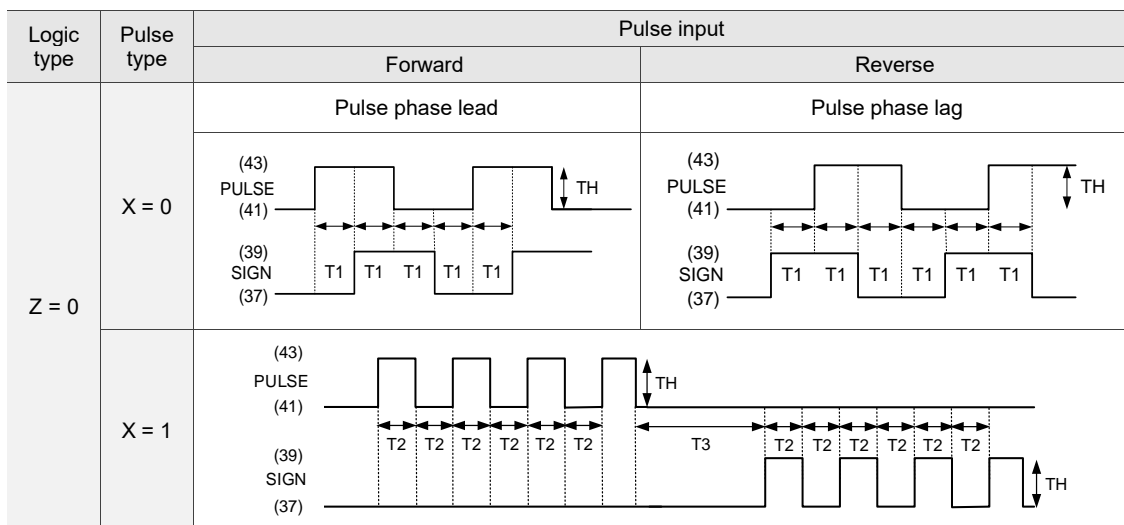 Logic type
Pulse type
Pulse input
Forward
Reverse
Z = 0
X = 0
Pulse phase lead
Pulse phase lag
(43)
PULSE
(41)
TH
(39)
SIGN
(37)
T1 T1 T1 T1 T1
(43)
PULSE
(41)
TH
(39)
SIGN
(37)
T1 T1 T1 T1 T1 T1
X = 1
(43)
PULSE
(41)
TH
T2 T2 T2 T2 T2 T2 T3 T2 T2 T2 T2 T2 T2
(39)
SIGN
(37)
TH